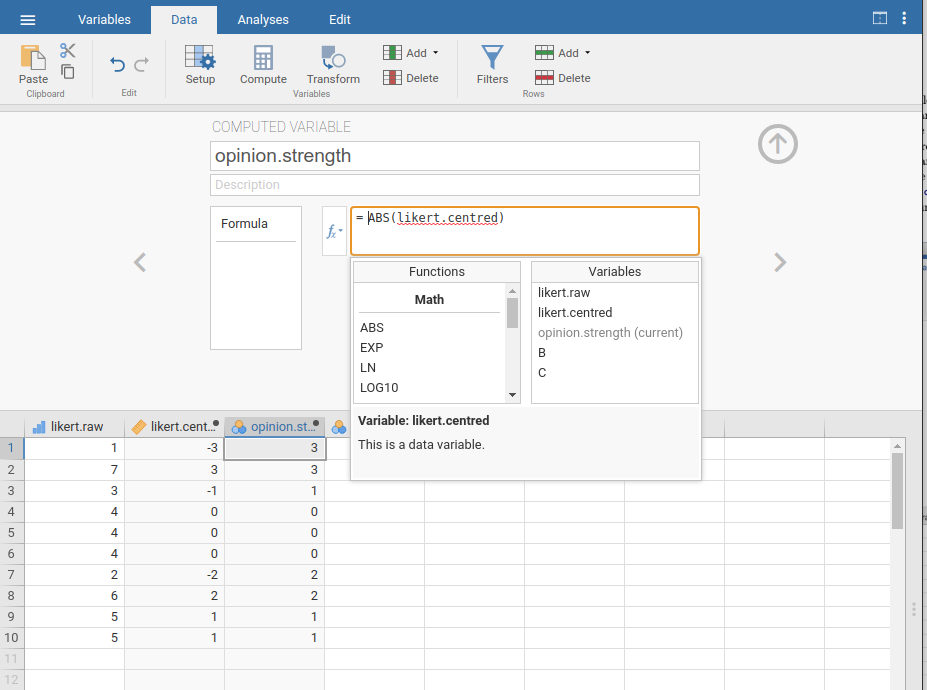 Variables Data Analyses Edit
Paste Setup Compute Transform Add Delete Filters Add Delete
Clipboard Edit Variables Rows
COMPUTED VARIABLE
opinion.strength
Description
Formula fx = ABS(likert.centred)
Functions Variables
Math
ABS
EXP
LN
LOG10
likert.raw
likert.centred
opinion.strength (current)
B
C
Variable: likert.centred
This is a data variable.
likert.raw likert.cent... opinion.st...
1 1 -3 3
2 7 3 3
3 3 -1 1
4 4 0 0
5 4 0 0
6 4 0 0
7 2 -2 2
8 6 2 2
9 5 1 1
10 5 1 1
11
12